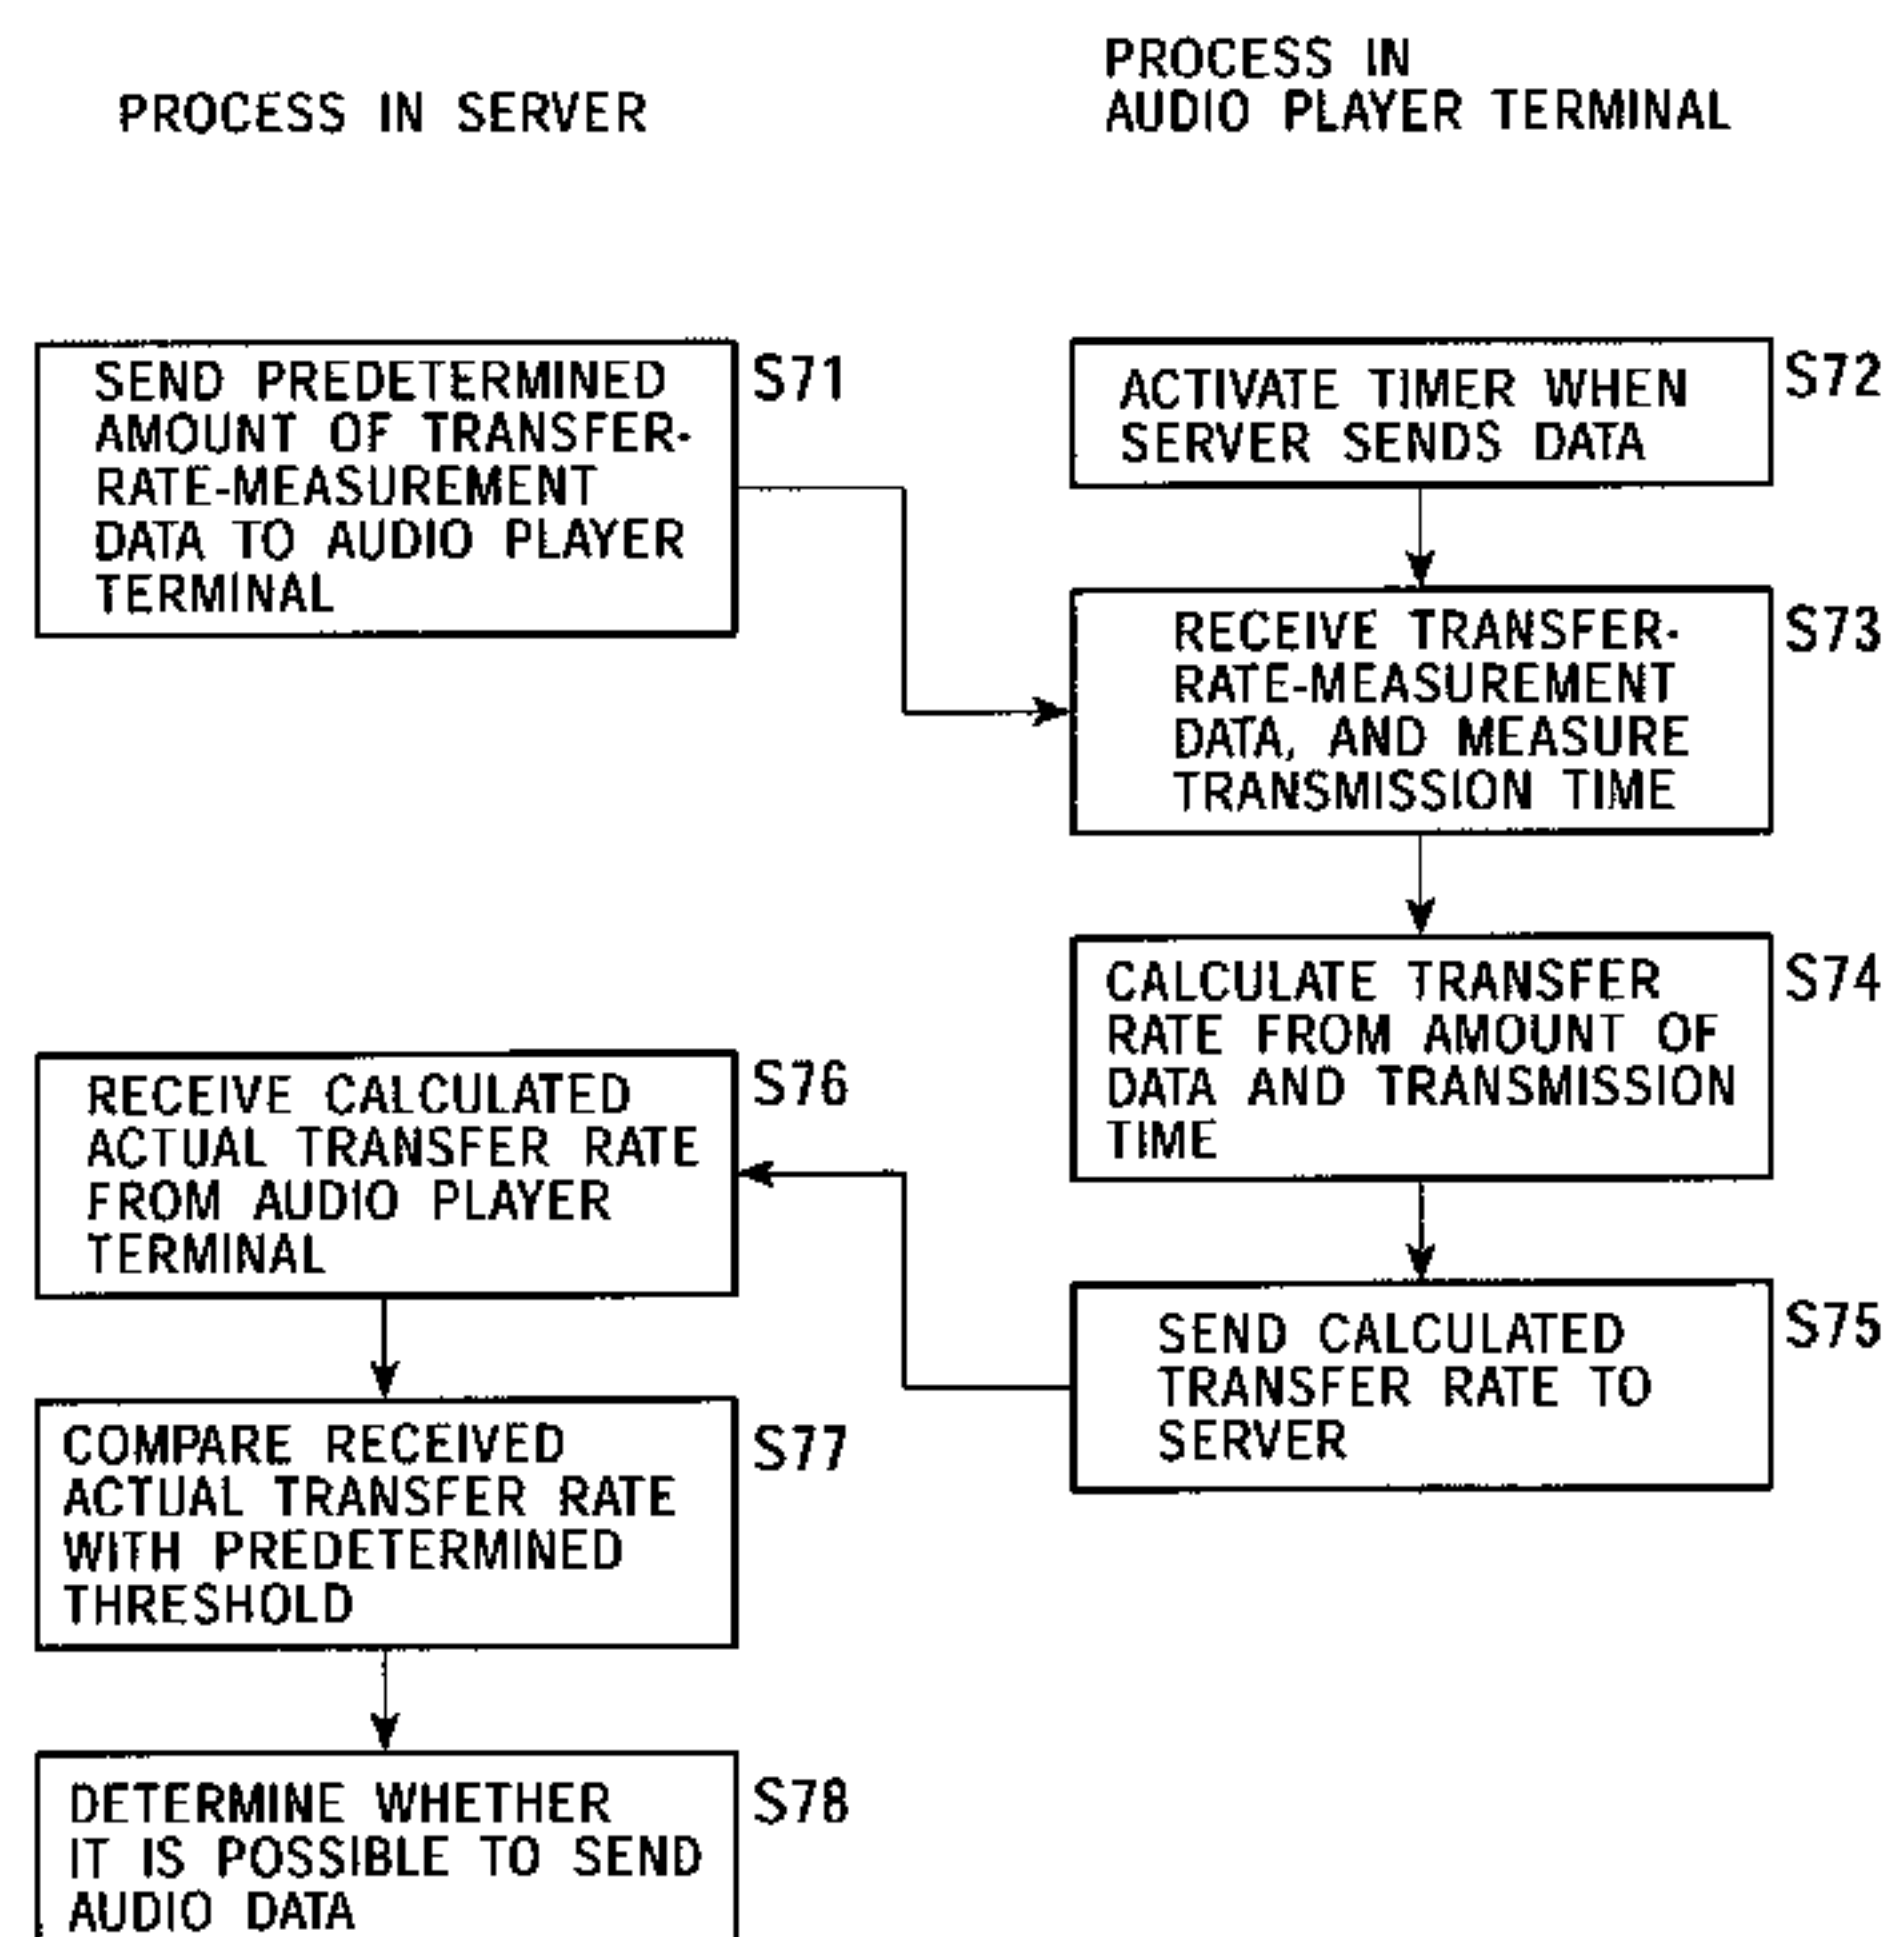 PROCESS IN SERVER
PROCESS IN
AUDIO PLAYER TERMINAL
SEND PREDETERMINED
AMOUNT OF TRANSFER-
RATE-MEASUREMENT
DATA TO AUDIO PLAYER
TERMINAL
S71
ACTIVATE TIMER WHEN
SERVER SENDS DATA
S72
RECEIVE TRANSFER-
RATE-MEASUREMENT
DATA, AND MEASURE
TRANSMISSION TIME
S73
CALCULATE TRANSFER
RATE FROM AMOUNT OF
DATA AND TRANSMISSION
TIME
S74
SEND CALCULATED
TRANSFER RATE TO
SERVER
S75
RECEIVE CALCULATED
ACTUAL TRANSFER RATE
FROM AUDIO PLAYER
TERMINAL
S76
COMPARE RECEIVED
ACTUAL TRANSFER RATE
WITH PREDETERMINED
THRESHOLD
S77
DETERMINE WHETHER
IT IS POSSIBLE TO SEND
AUDIO DATA
S78